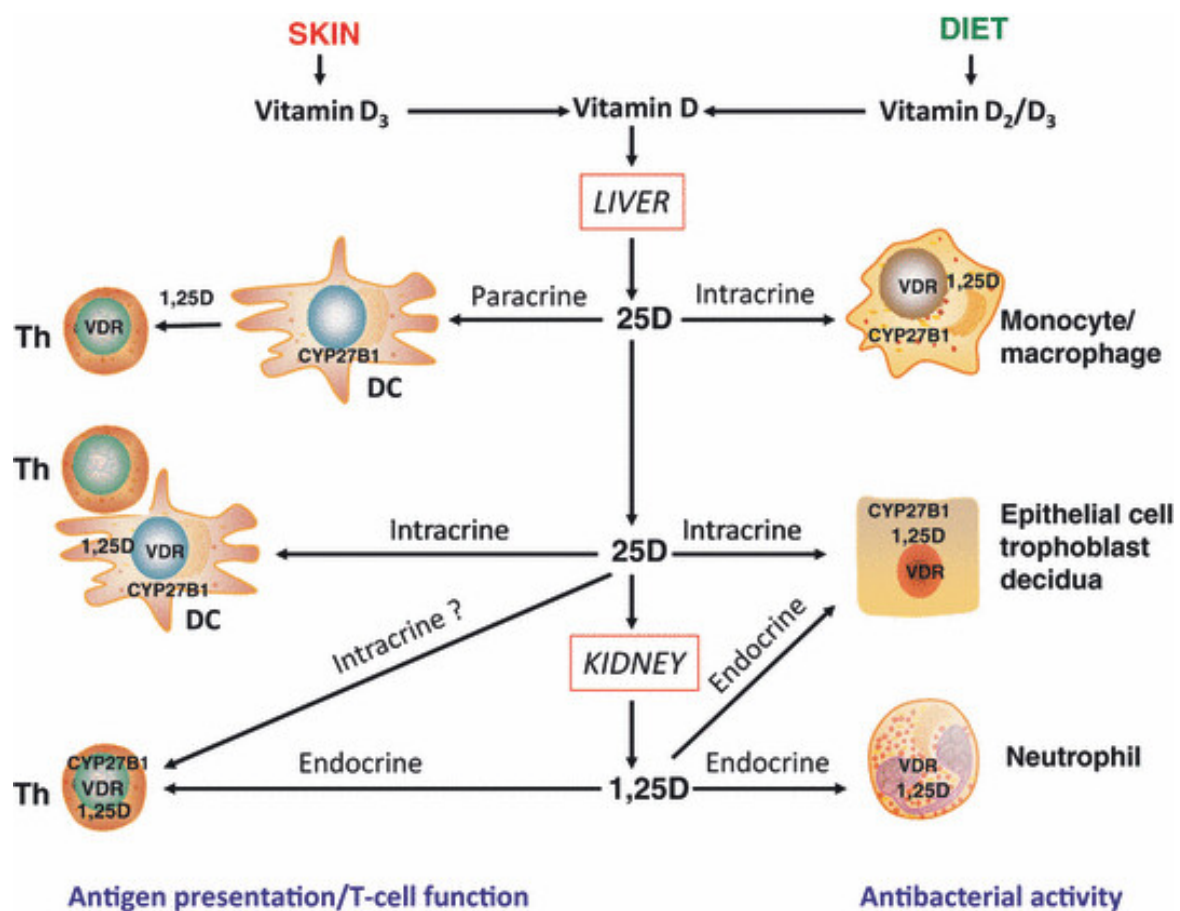 SKIN
DIET
Vitamin D₃
Vitamin D
Vitamin D₂/D₃
LIVER
Th
VDR
1,25D
CYP27B1
DC
Paracrine
25D
Intracrine
VDR
1,25D
CYP27B1
Monocyte/
macrophage
Th
1,25D
VDR
CYP27B1
DC
Intracrine
25D
Intracrine
CYP27B1
1,25D
VDR
Epithelial cell
trophoblast
decidua
Intracrine ?
KIDNEY
Endocrine
Th
CYP27B1
VDR
1,25D
Endocrine
1,25D
Endocrine
VDR
1,25D
Neutrophil
Antigen presentation/T-cell function
Antibacterial activity